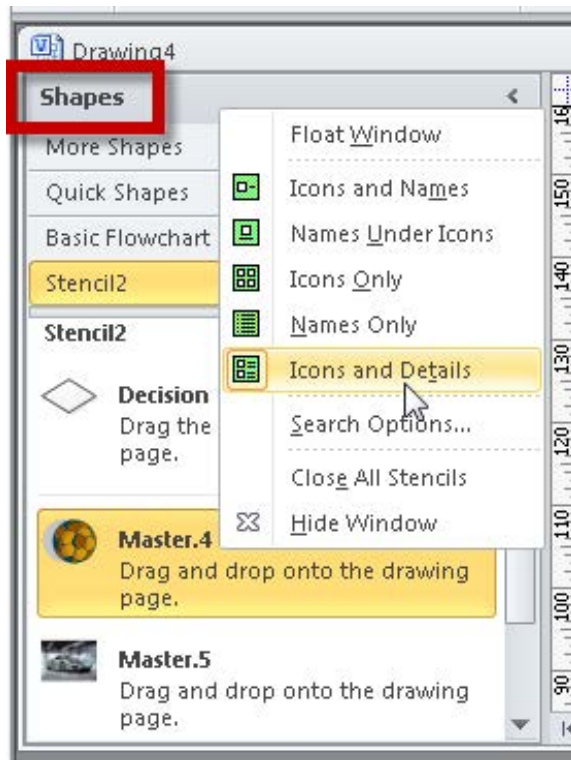 Drawing4
Shapes
More Shapes
Quick Shapes
Basic Flowchart
Stencil2
Float Window
Icons and Names
Names Under Icons
Icons Only
Names Only
Icons and Details
Search Options...
Close All Stencils
Hide Window
Stencil2
Decision
Drag the
page.
Master.4
Drag and drop onto the drawing
page.
Master.5
Drag and drop onto the drawing
page.
150
140
130
120
110
100
90